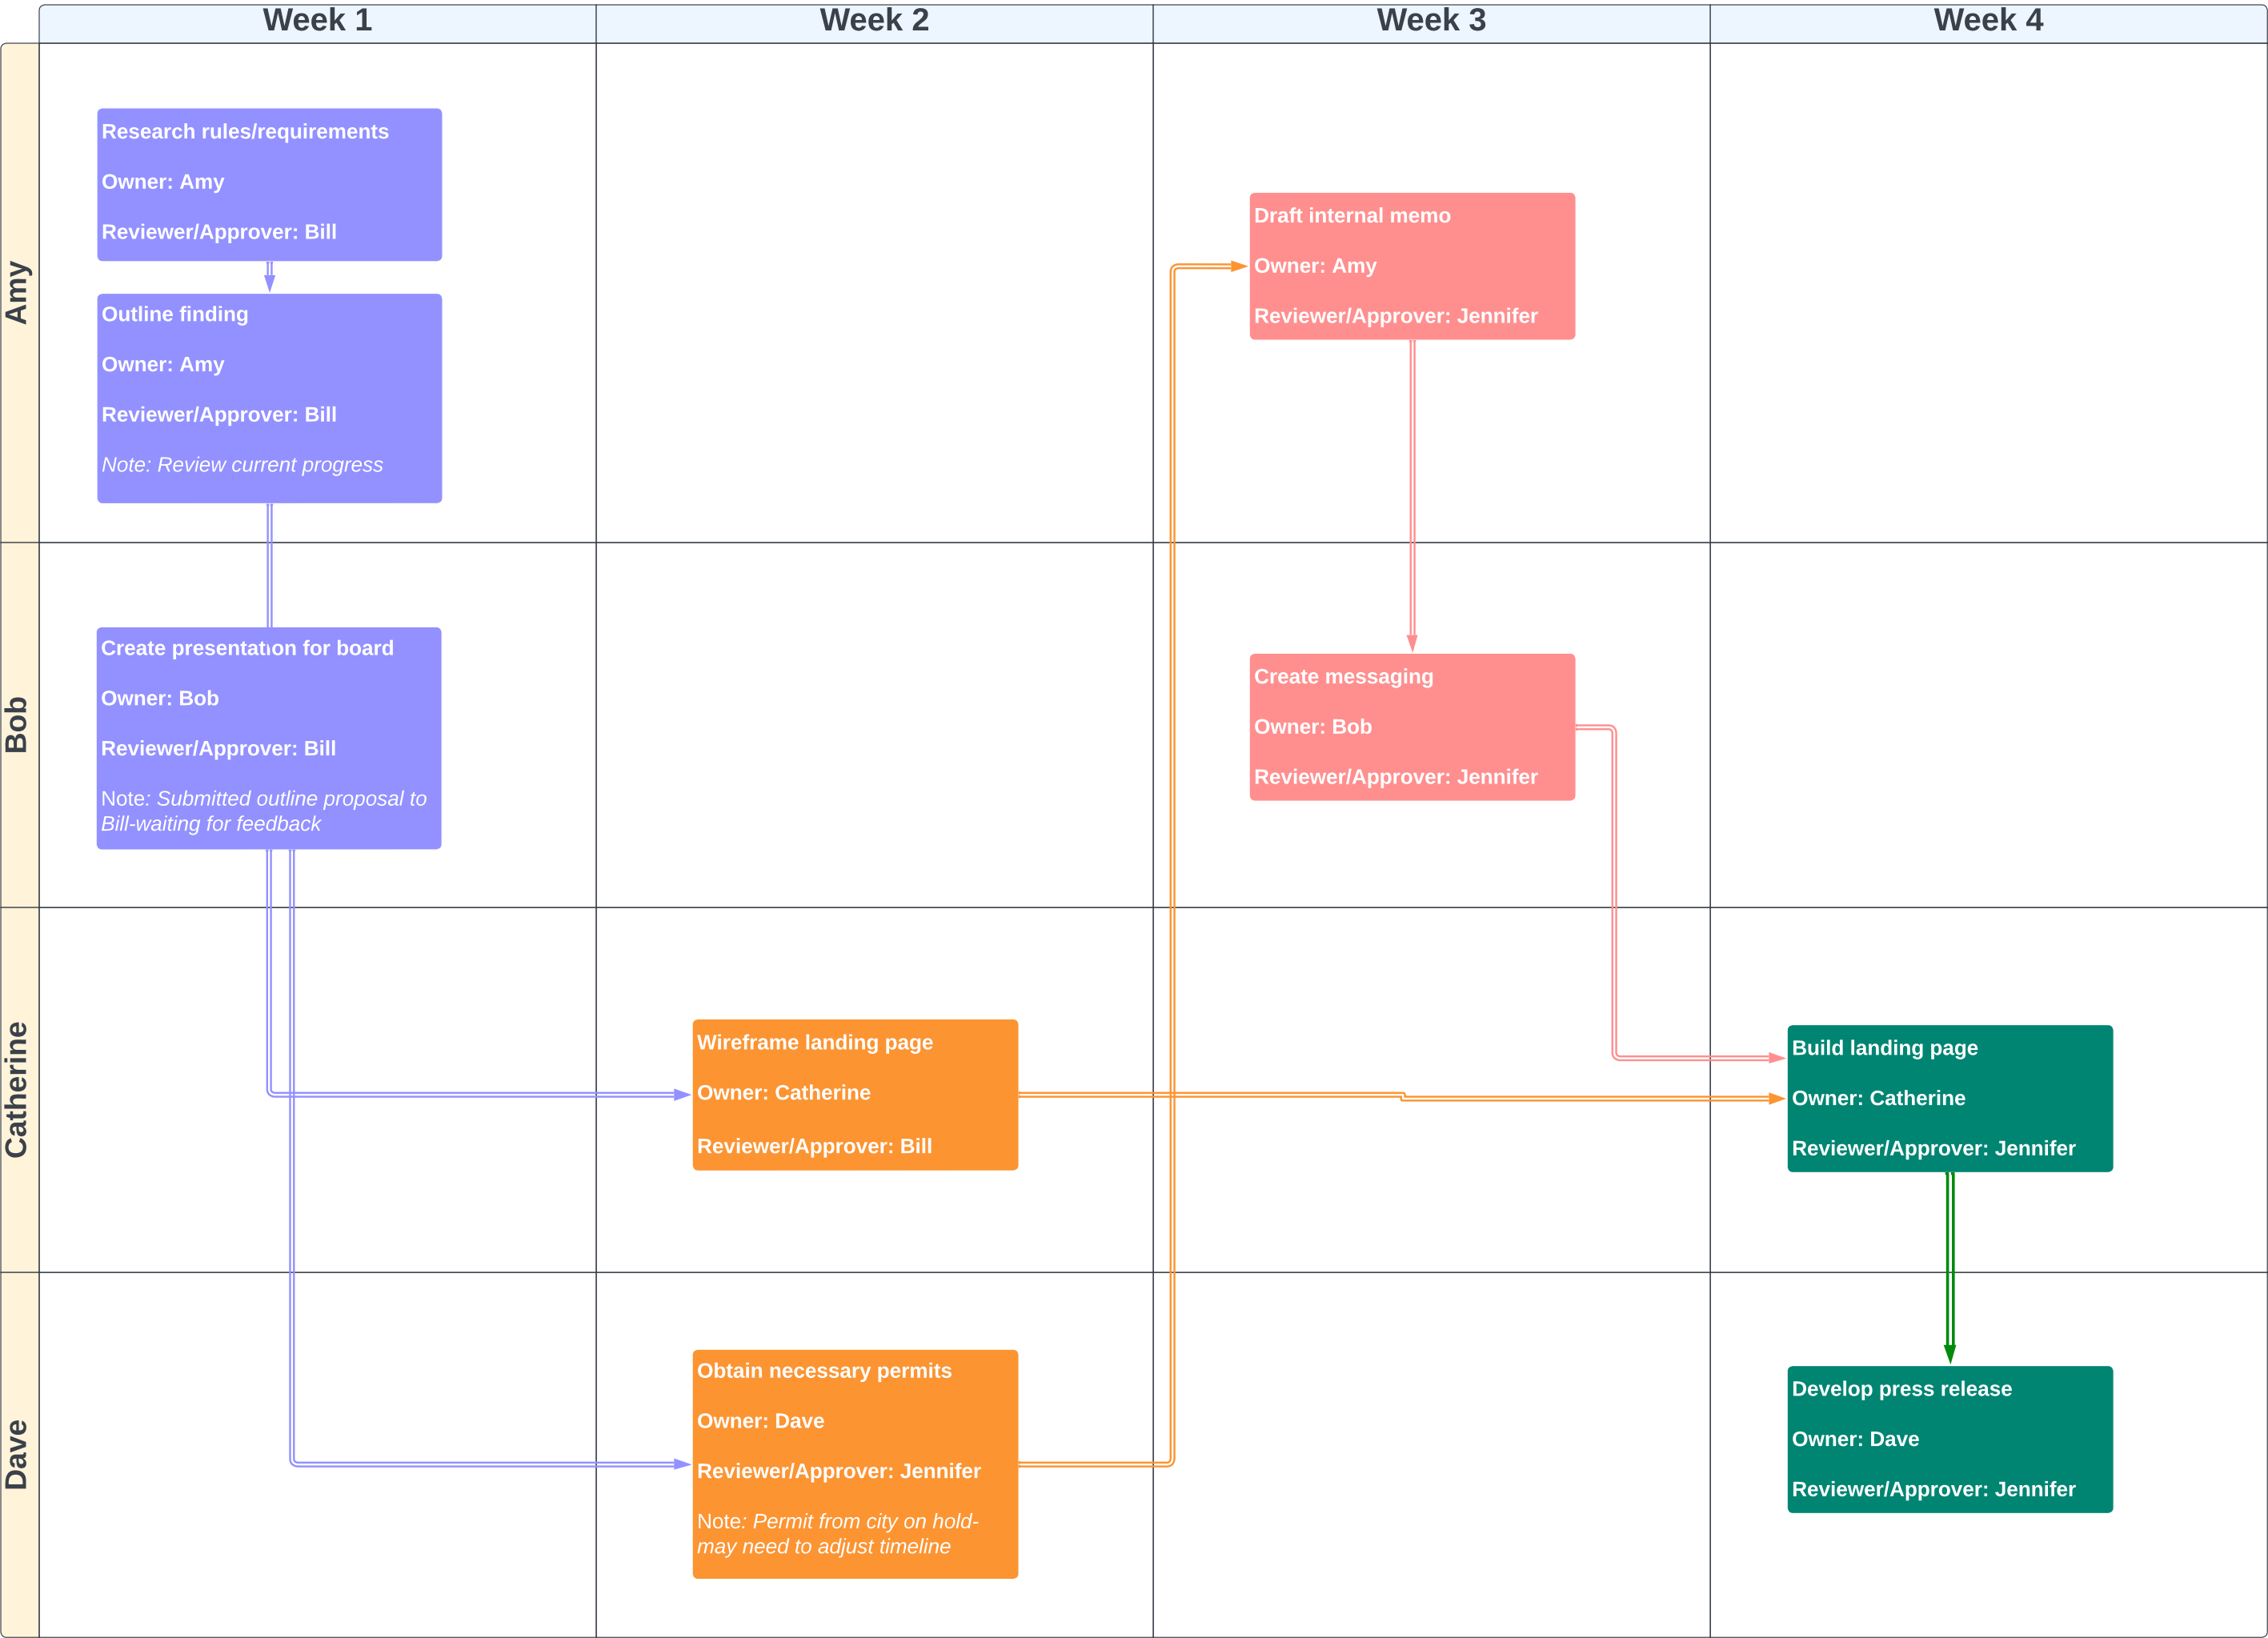 Week 1
Week 2
Week 3
Week 4
Amy
Research rules/requirements
Owner: Amy
Reviewer/Approver: Bill
Outline finding
Owner: Amy
Reviewer/Approver: Bill
Note: Review current progress
Draft internal memo
Owner: Amy
Reviewer/Approver: Jennifer
Bob
Create presentation for board
Owner: Bob
Reviewer/Approver: Bill
Note: Submitted outline proposal to
Bill-waiting for feedback
Create messaging
Owner: Bob
Reviewer/Approver: Jennifer
Catherine
Wireframe landing page
Owner: Catherine
Reviewer/Approver: Bill
Build landing page
Owner: Catherine
Reviewer/Approver: Jennifer
Dave
Obtain necessary permits
Owner: Dave
Reviewer/Approver: Jennifer
Note: Permit from city on hold-
may need to adjust timeline
Develop press release
Owner: Dave
Reviewer/Approver: Jennifer